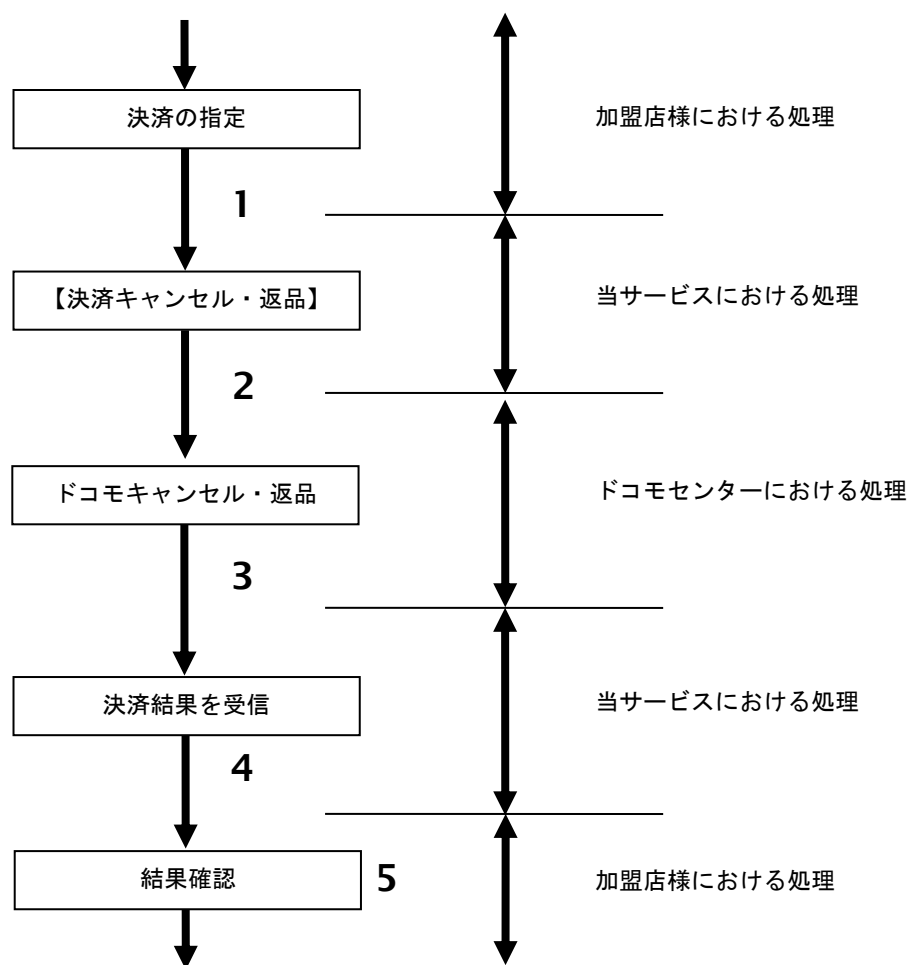 決済の指定
加盟店様における処理
1
【決済キャンセル・返品】
当サービスにおける処理
2
ドコモキャンセル・返品
ドコモセンターにおける処理
3
決済結果を受信
当サービスにおける処理
4
結果確認
5
加盟店様における処理